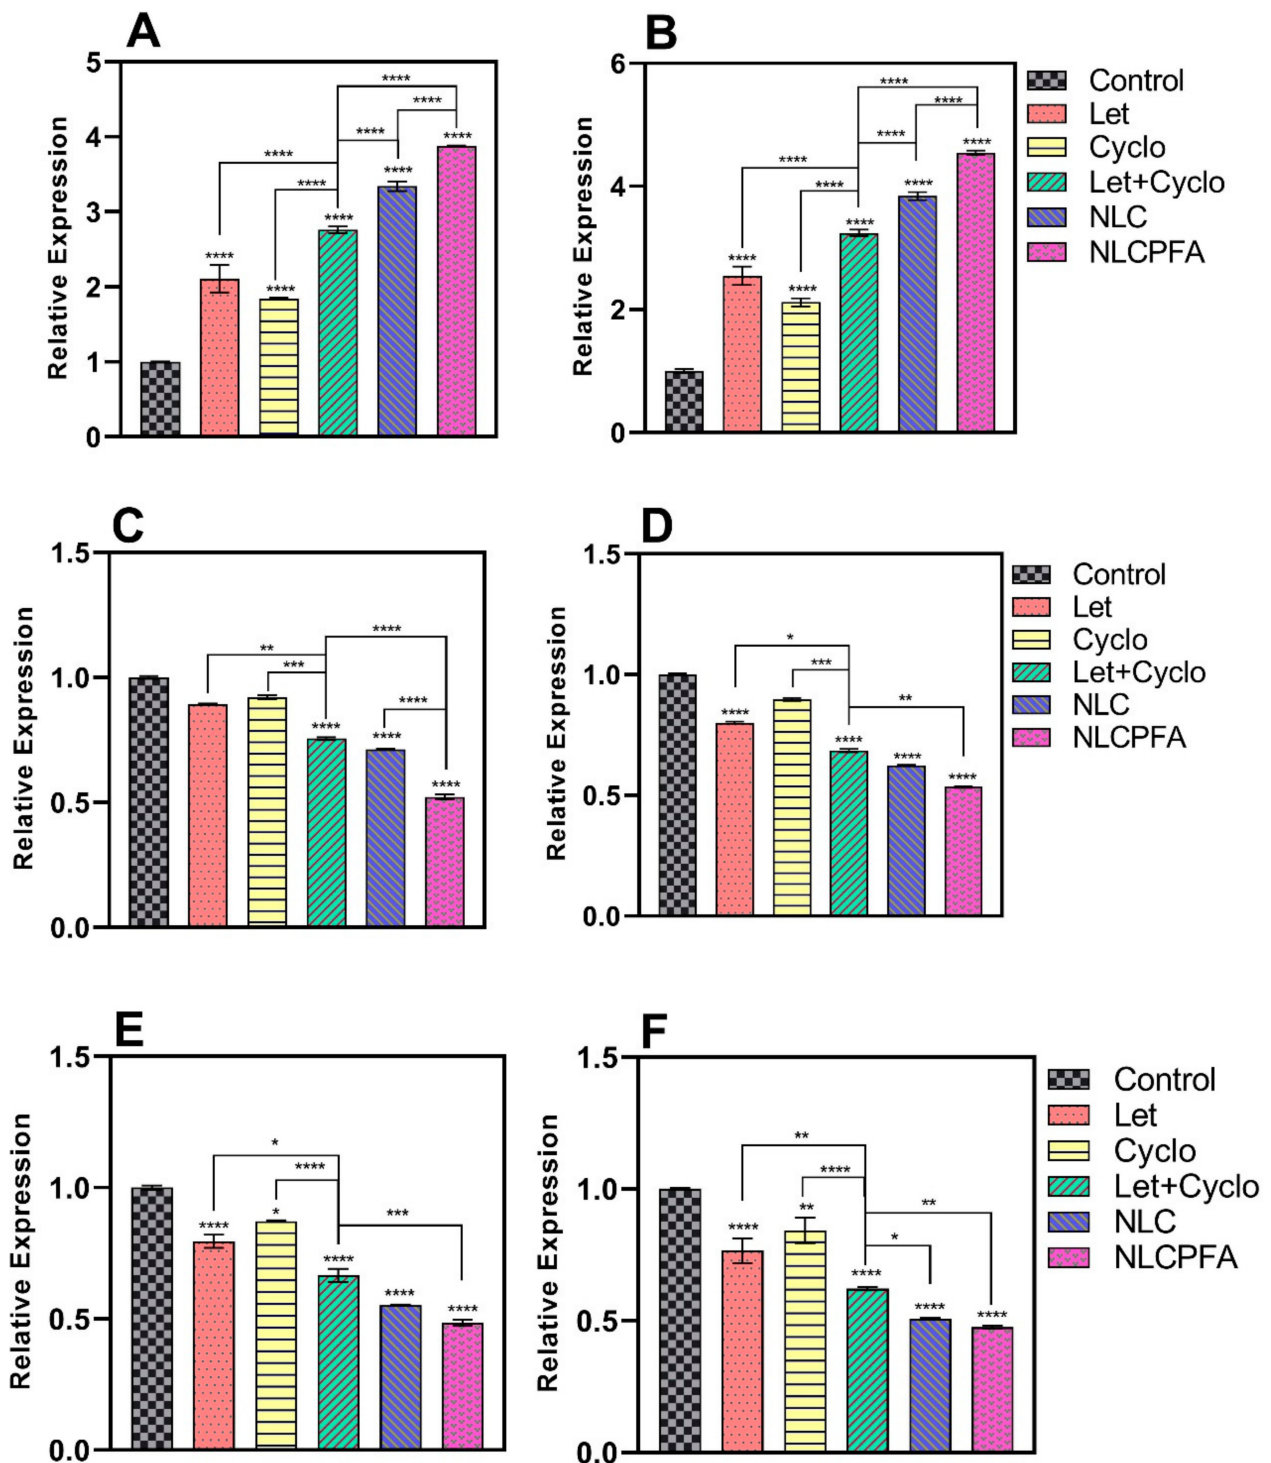 A
Relative Expression
5
4
3
2
1
0
****
****
****
****
****
****
****
****
****
****
B
Relative Expression
6
4
2
0
****
****
****
****
****
****
****
****
****
****
Control
Let
Cyclo
Let+Cyclo
NLC
NLCPFA
C
Relative Expression
1.5
1.0
0.5
0.0
****
**
***
****
****
****
****
D
Relative Expression
1.5
1.0
0.5
0.0
*
***
**
****
****
****
****
Control
Let
Cyclo
Let+Cyclo
NLC
NLCPFA
E
Relative Expression
1.5
1.0
0.5
0.0
*
****
***
****
*
****
****
****
F
Relative Expression
1.5
1.0
0.5
0.0
**
****
**
*
****
**
****
****
****
Control
Let
Cyclo
Let+Cyclo
NLC
NLCPFA